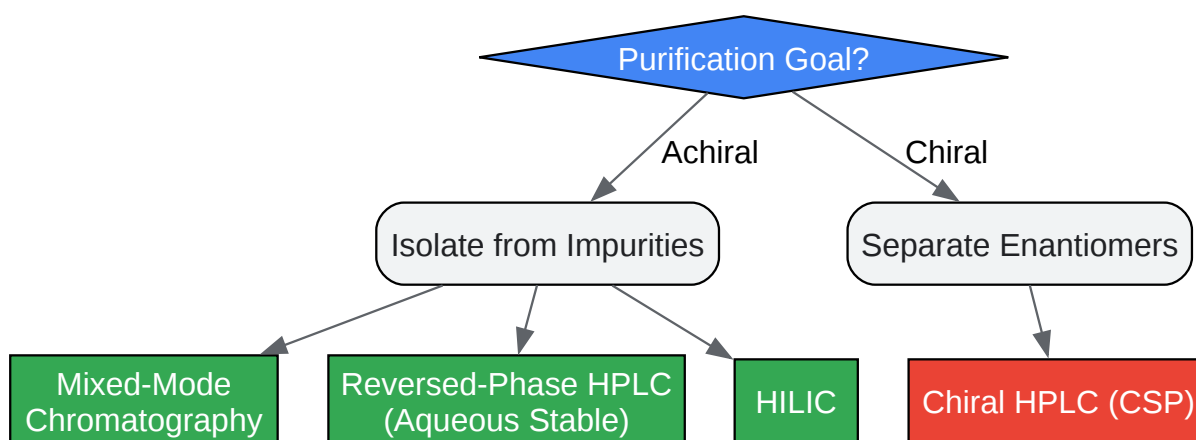 Purification Goal?
Achiral
Chiral
Isolate from Impurities
Separate Enantiomers
Mixed-Mode
Chromatography
Reversed-Phase HPLC
(Aqueous Stable)
HILIC
Chiral HPLC (CSP)